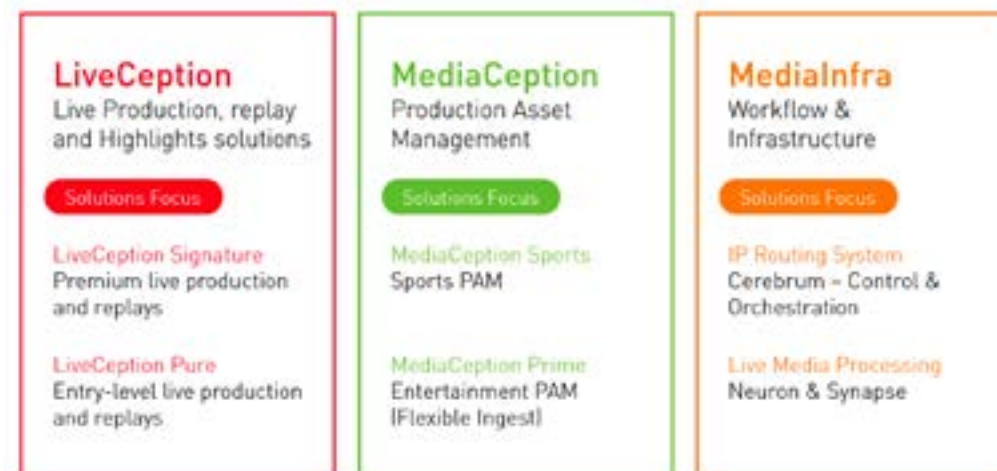 LiveCeption
Live Production, replay
and Highlights solutions
Solutions Focus
LiveCeption Signature
Premium live production
and replays
LiveCeption Pure
Entry-level live production
and replays
MediaCeption
Production Asset
Management
Solutions Focus
MediaCeption Sports
Sports PAM
MediaCeption Prime
Entertainment PAM
(Flexible Ingest)
MediaInfra
Workflow &
Infrastructure
Solutions Focus
IP Routing System
Cerebrum – Control &
Orchestration
Live Media Processing
Neuron & Synapse